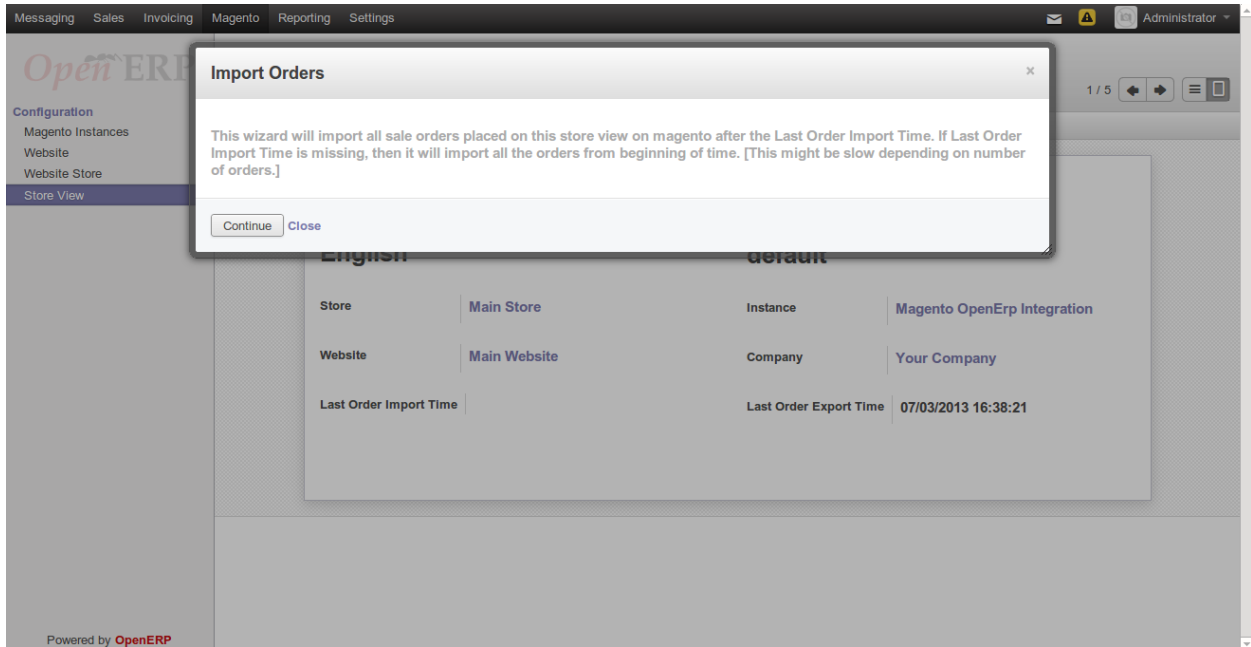 Messaging Sales Invoicing Magento Reporting Settings Administrator
Open ERP
Import Orders ×
1 / 5
Configuration
Magento Instances
Website
Website Store
Store View
This wizard will import all sale orders placed on this store view on magento after the Last Order Import Time. If Last Order
Import Time is missing, then it will import all the orders from beginning of time. [This might be slow depending on number
of orders.]
Continue Close
English default
Store Main Store Instance Magento OpenErp Integration
Website Main Website Company Your Company
Last Order Import Time Last Order Export Time 07/03/2013 16:38:21
Powered by OpenERP